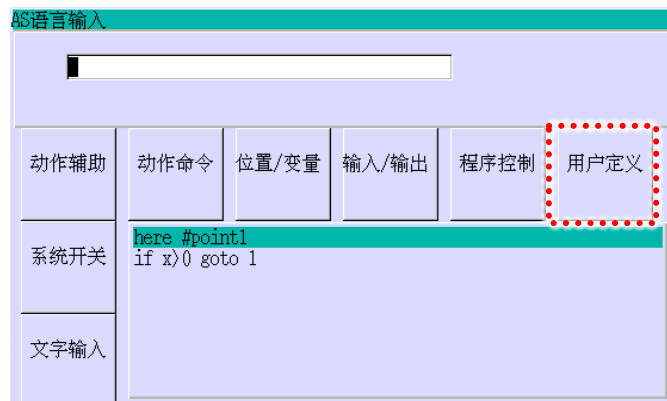 AS语言输入
动作辅助
动作命令
位置/变量
输入/输出
程序控制
用户定义
系统开关
here #point1
if x>0 goto 1
文字输入